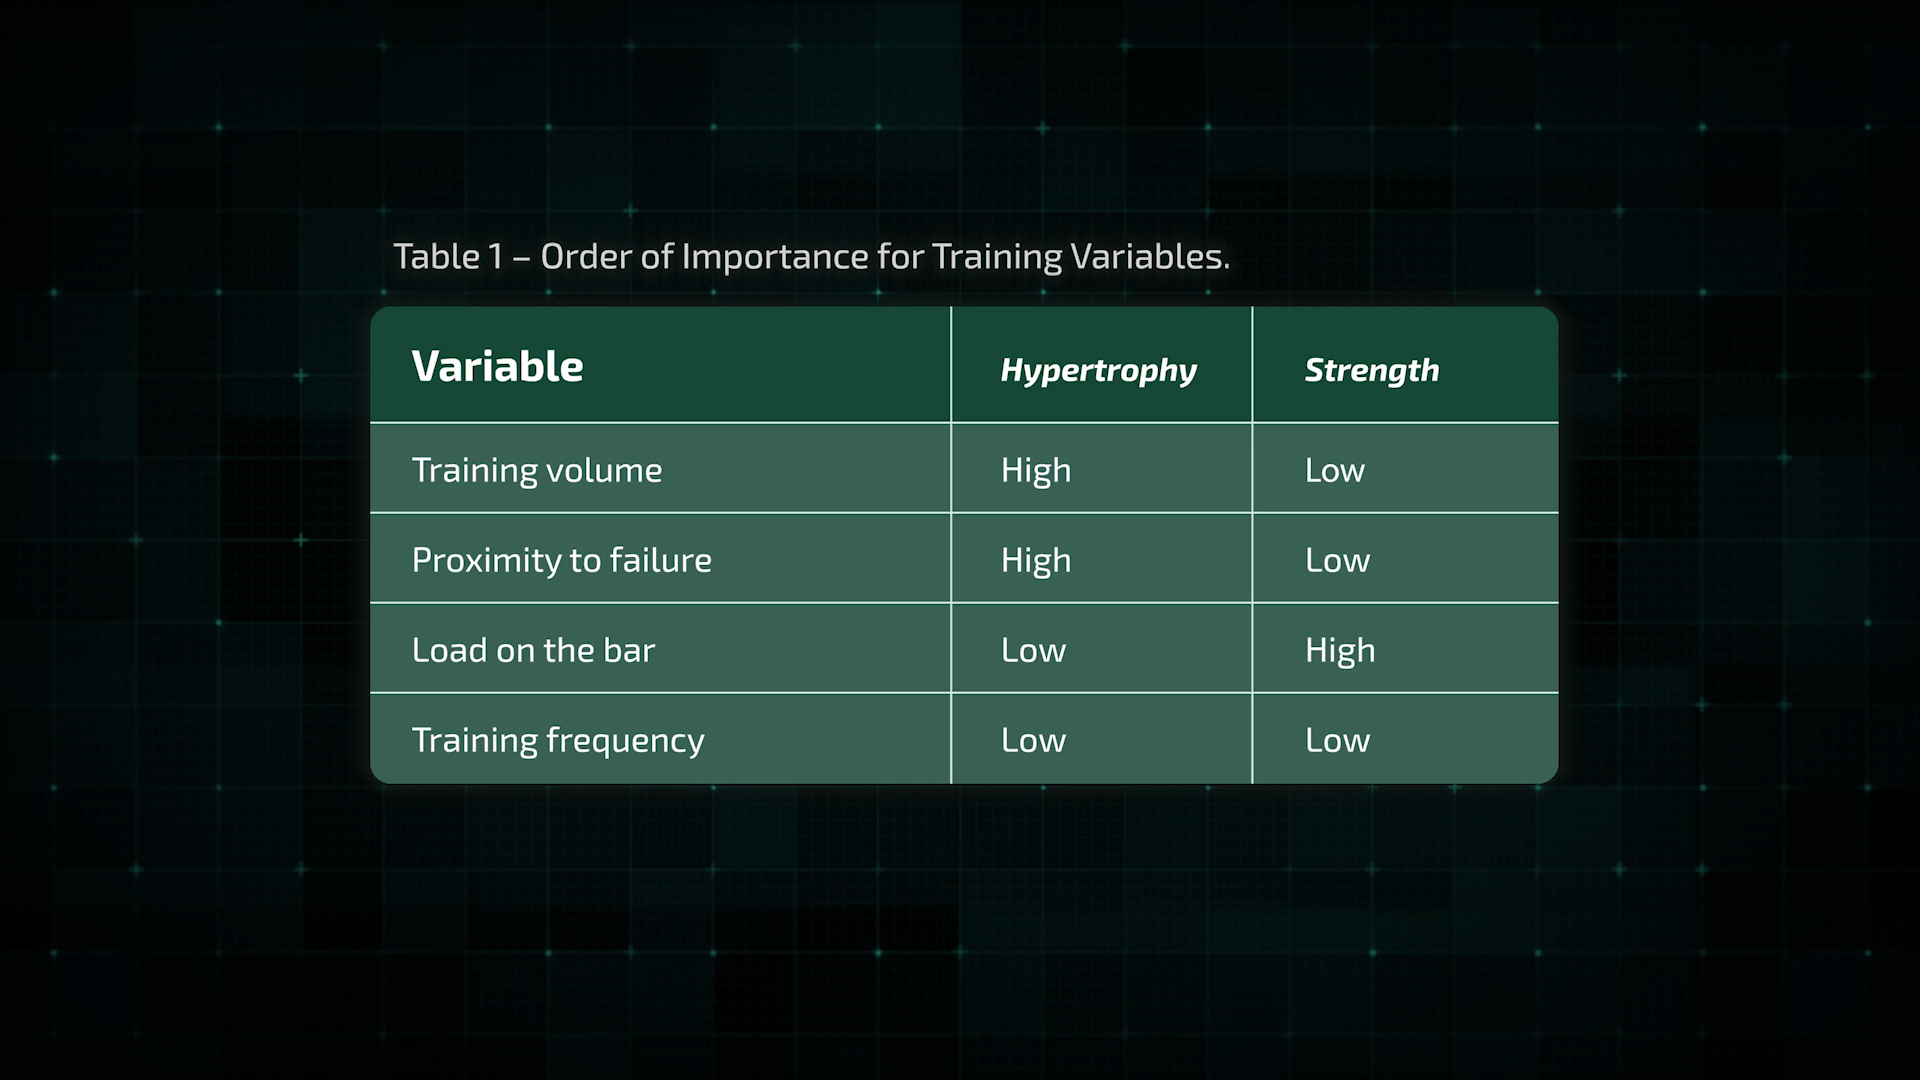 Table 1 – Order of Importance for Training Variables.
Variable Hypertrophy Strength
Training volume High Low
Proximity to failure High Low
Load on the bar Low High
Training frequency Low Low